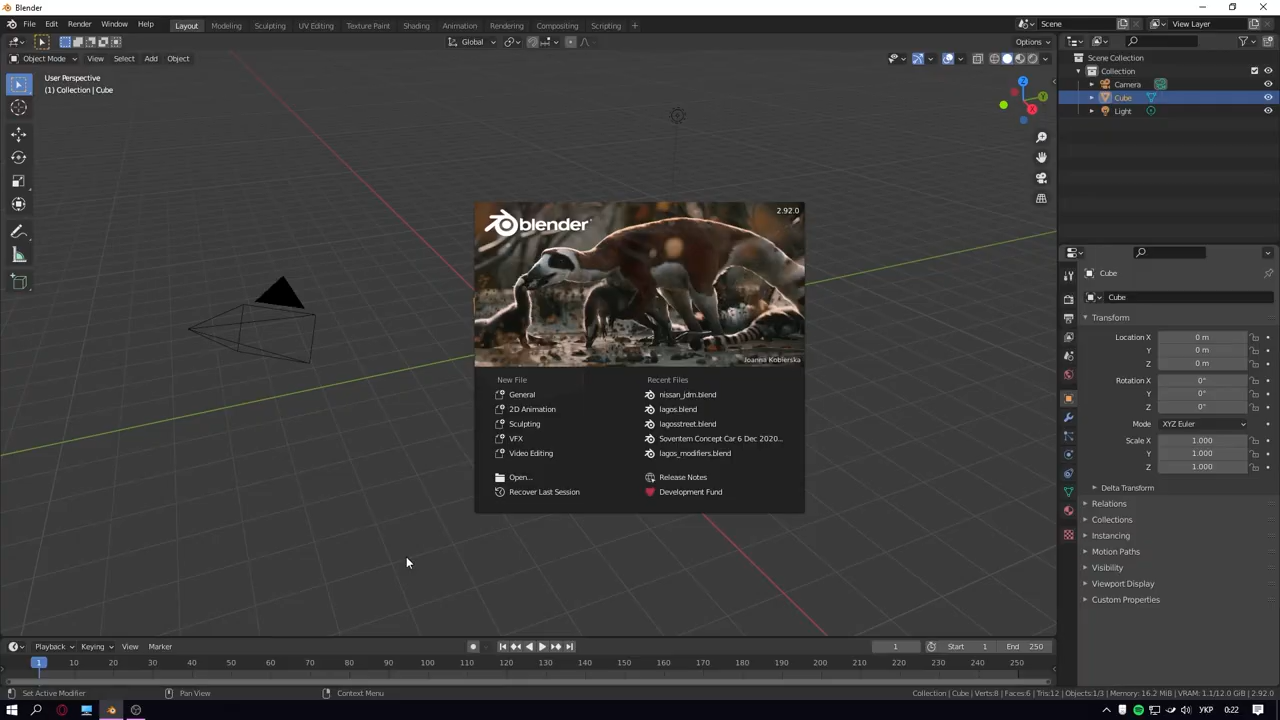 Blender
File Edit Render Window Help Layout Modeling Sculpting UV Editing Texture Paint Shading Animation Rendering Compositing Scripting + Scene View Layer
Global Options
Object Mode View Select Add Object
User Perspective
(1) Collection | Cube
Scene Collection
Collection
Camera
Cube
Light
Z
Y
X
blender
2.92.0
Joanna Kobierska
New File
General
2D Animation
Sculpting
VFX
Video Editing
Open...
Recover Last Session
Recent Files
nissan_jdm.blend
lagos.blend
lagosstreet.blend
Soventem Concept Car 6 Dec 2020...
lagos_modifiers.blend
Release Notes
Development Fund
Cube
Cube
Transform
Location X 0 m
Y 0 m
Z 0 m
Rotation X 0°
Y 0°
Z 0°
Mode XYZ Euler
Scale X 1.000
Y 1.000
Z 1.000
Delta Transform
Relations
Collections
Instancing
Motion Paths
Visibility
Viewport Display
Custom Properties
Playback Keying View Marker 1 Start 1 End 250
1 10 20 30 40 50 60 70 80 90 100 110 120 130 140 150 160 170 180 190 200 210 220 230 240 250
Set Active Modifier Pan View Context Menu Collection | Cube | Verts:8 | Faces:6 | Tris:12 | Objects:1/3 | Memory: 16.2 MiB | VRAM: 1.1/12.0 GiB | 2.92.0
УКР 0:22